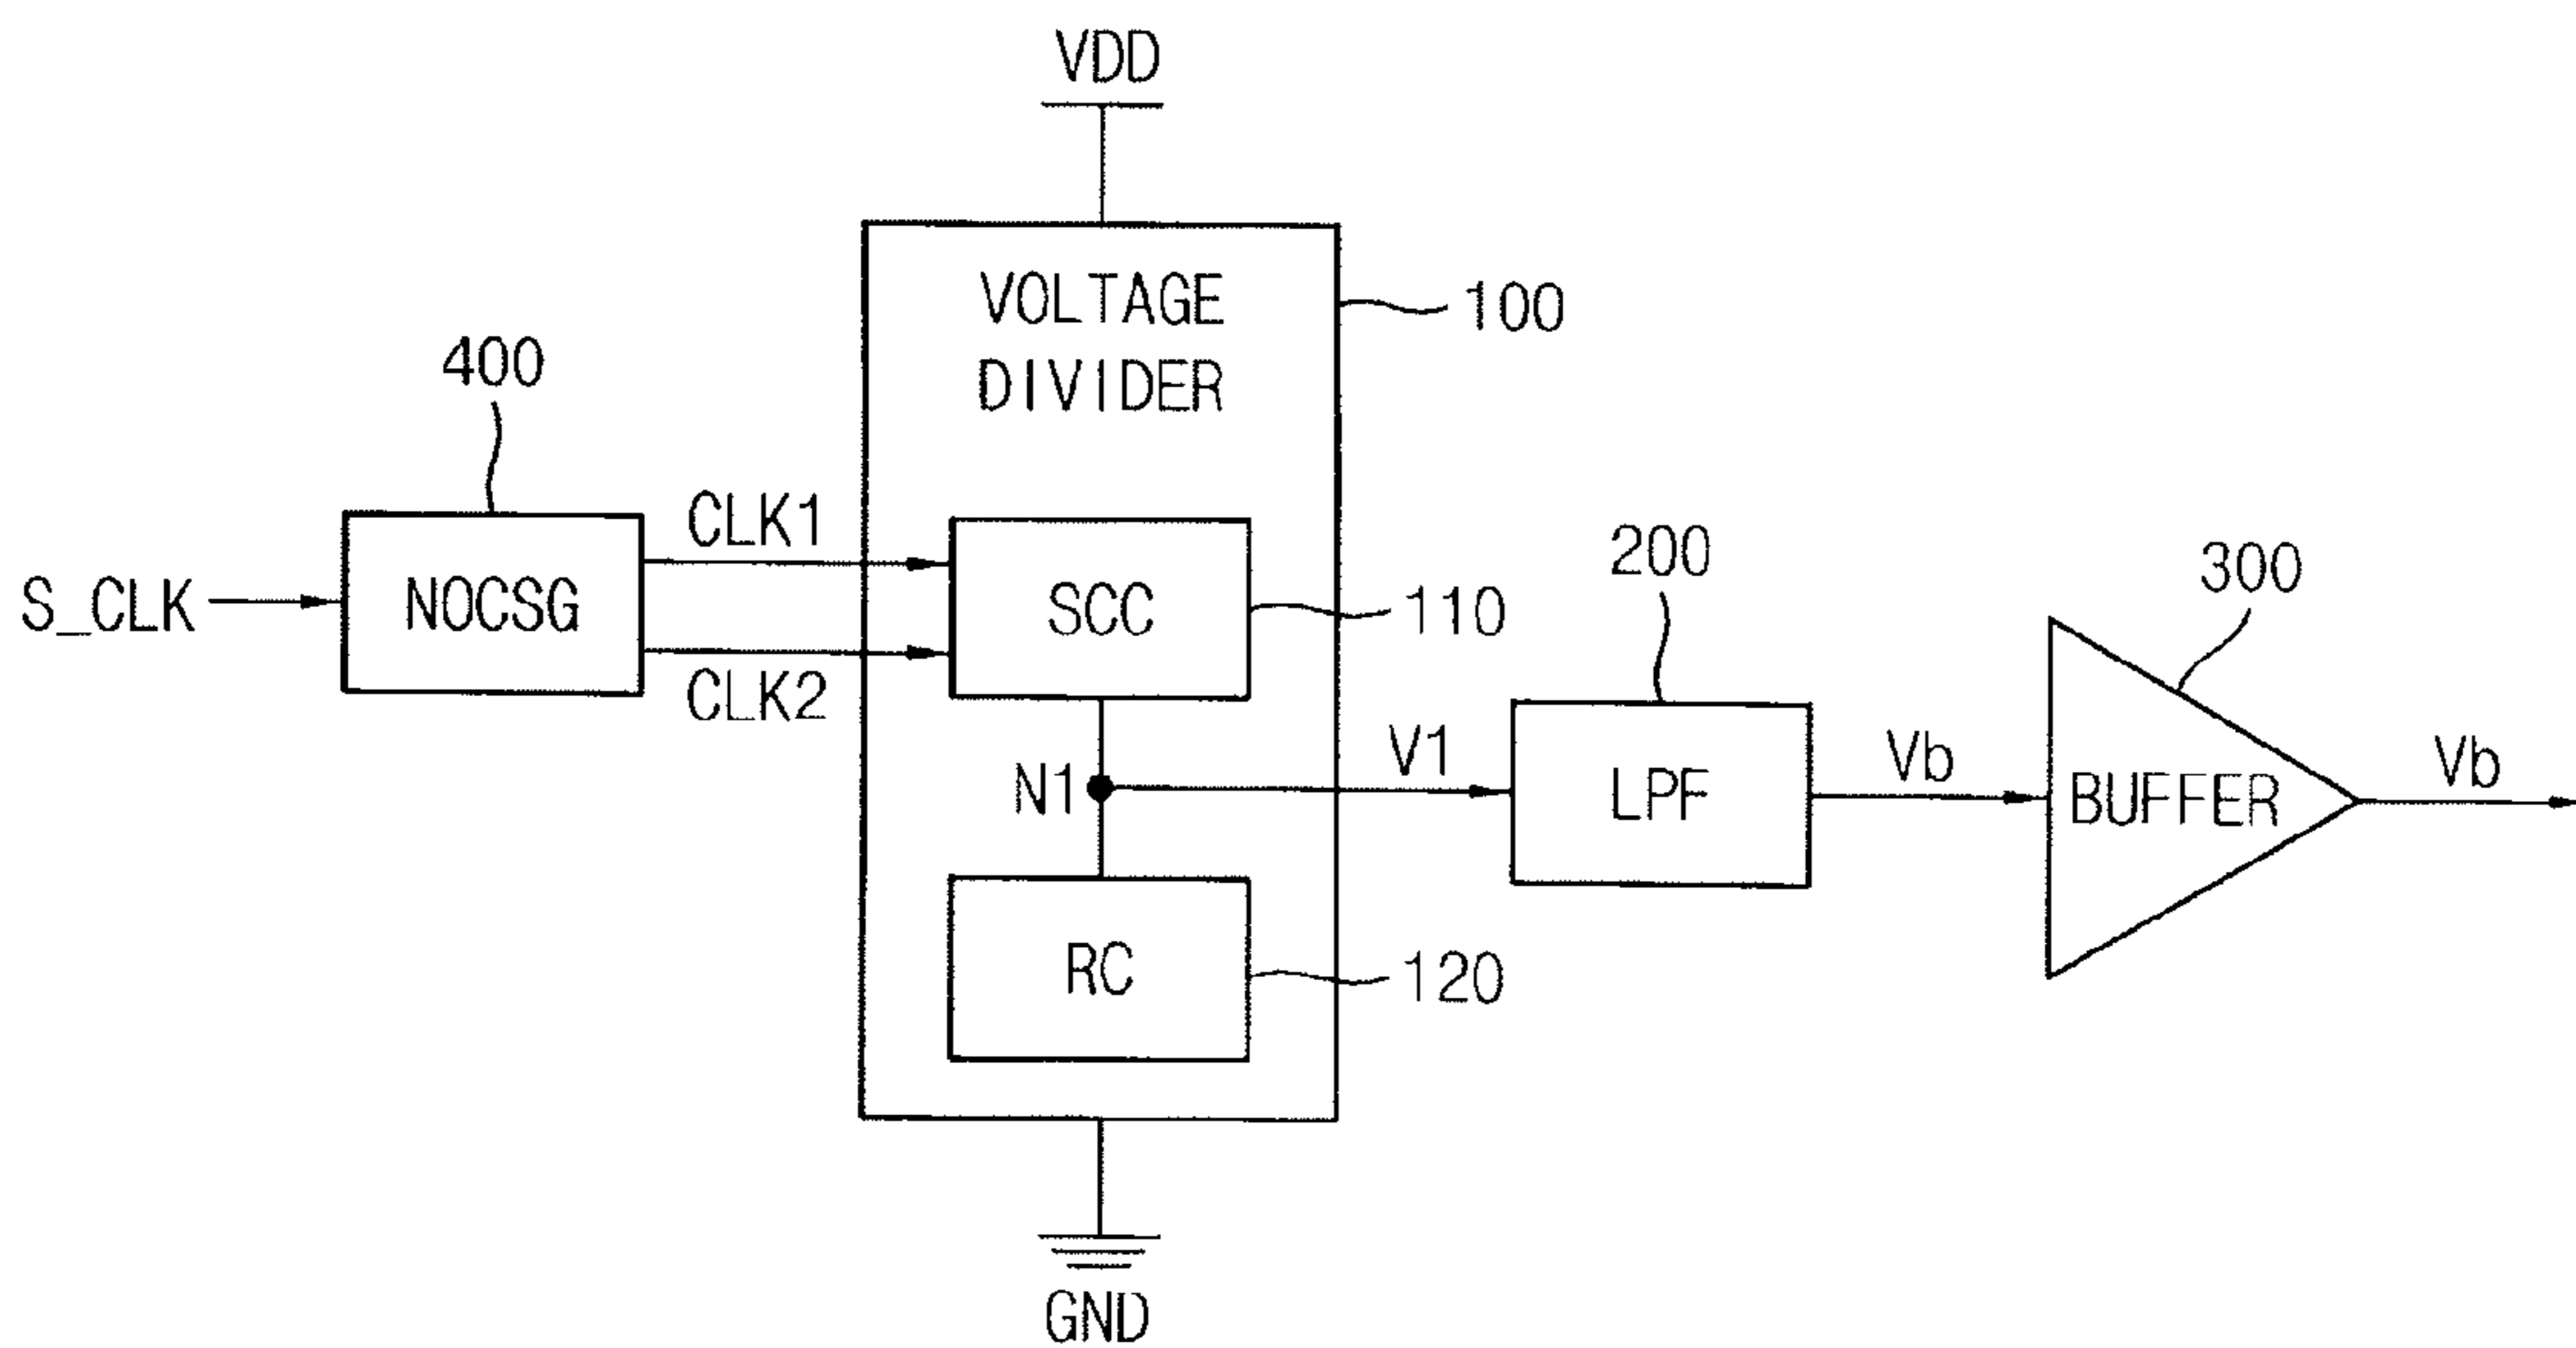 VDD
VOLTAGE
DIVIDER
100
400
CLK1
S_CLK
NOCSG
SCC
110
CLK2
200
300
N1
V1
LPF
Vb
BUFFER
Vb
RC
120
GND